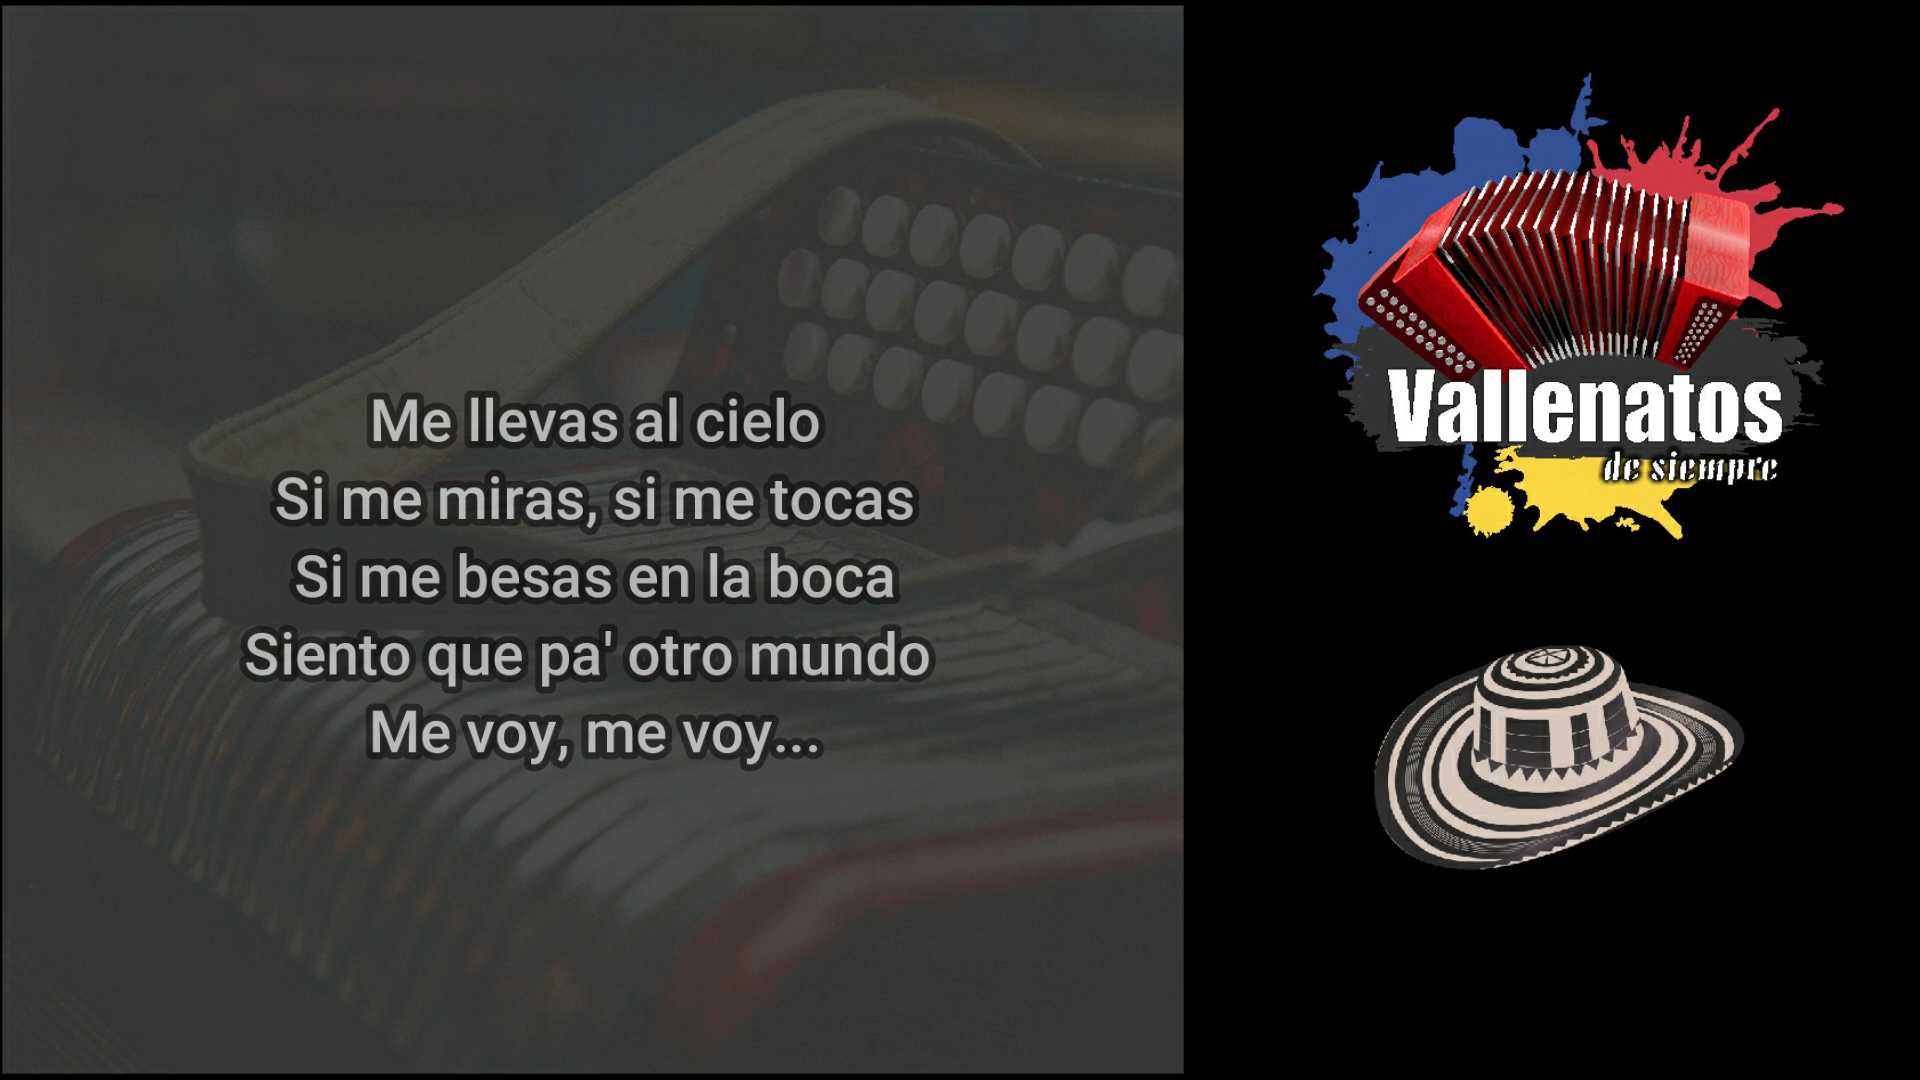 Me llevas al cielo
Si me miras, si me tocas
Si me besas en la boca
Siento que pa' otro mundo
Me voy, me voy...
Vallenatos
de siempre